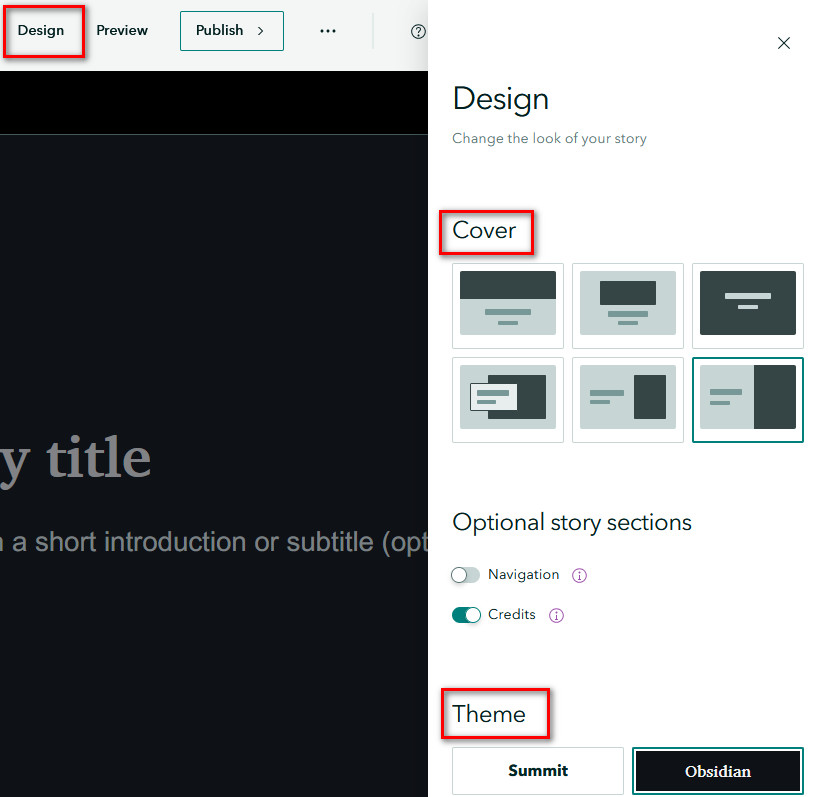 Design Preview Publish
Design
Change the look of your story
Cover
y title
a short introduction or subtitle (opt
Optional story sections
Navigation
Credits
Theme
Summit Obsidian